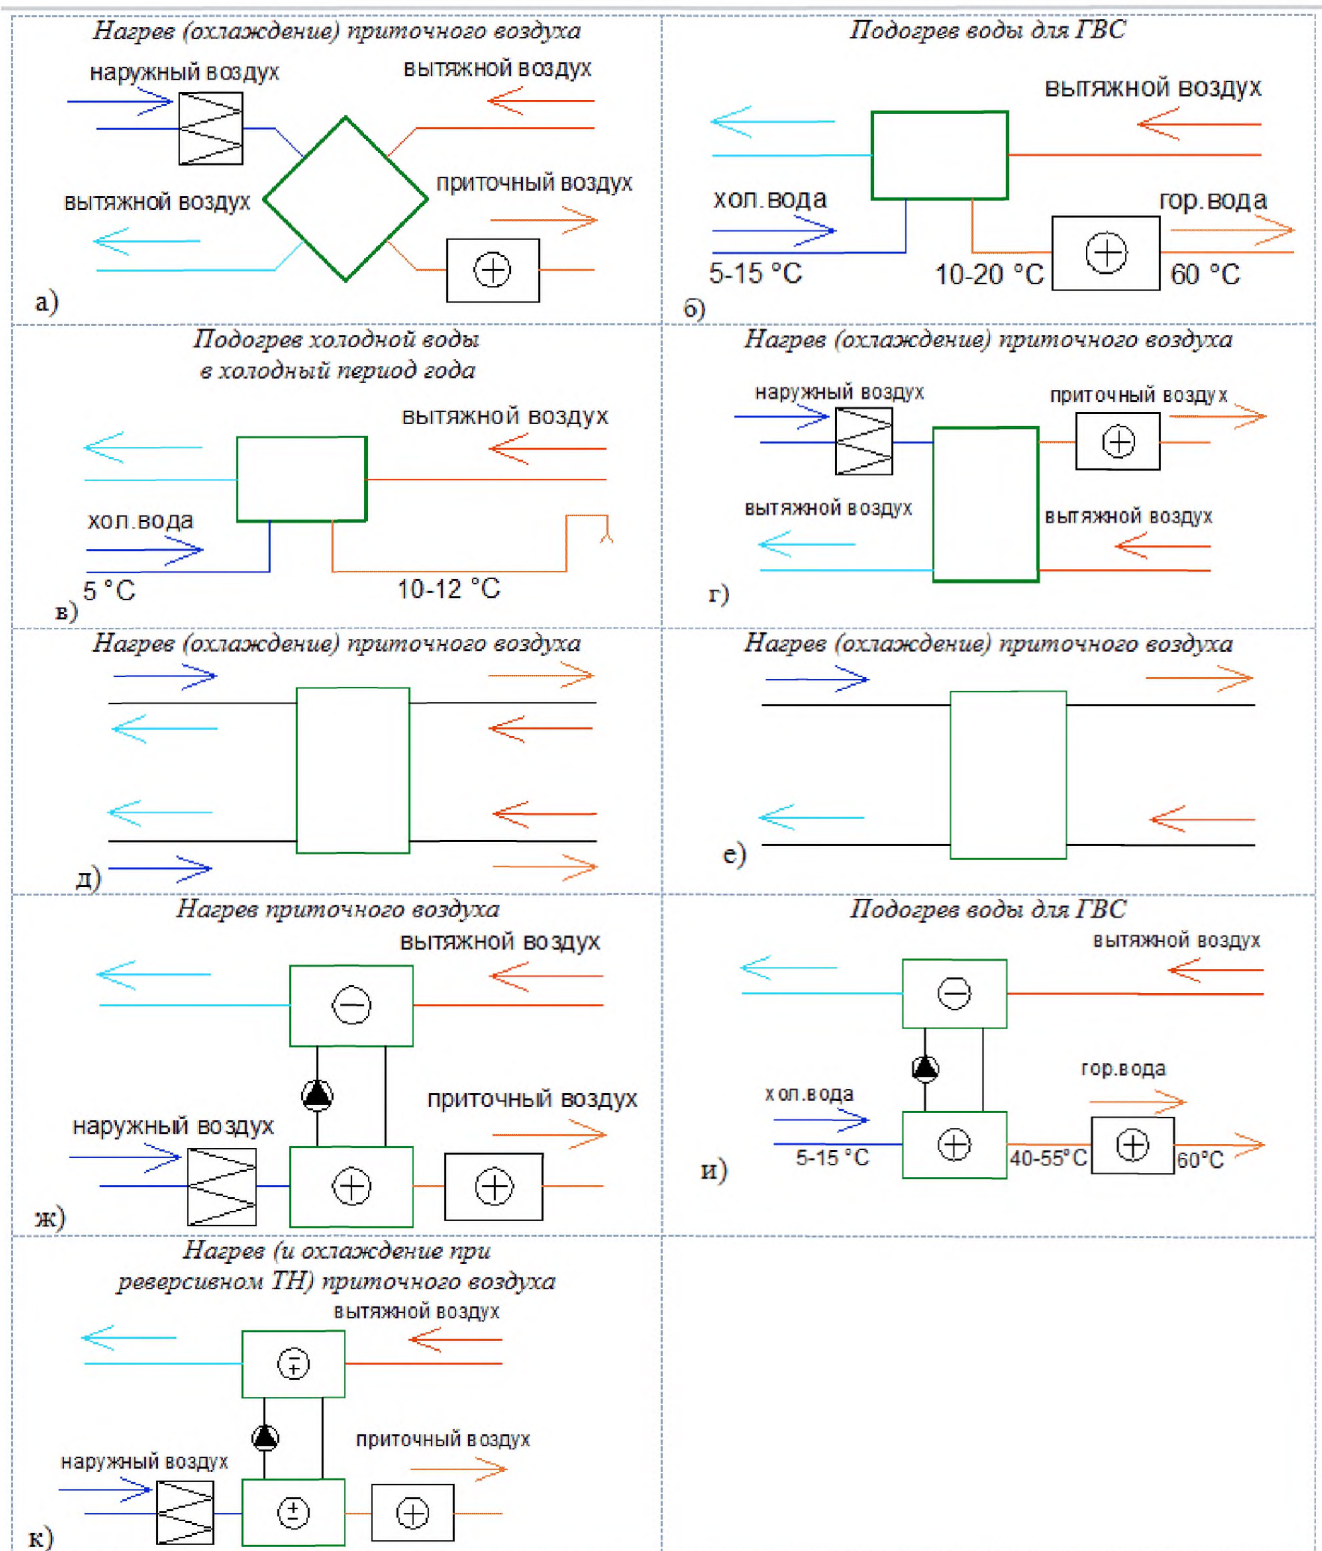 Нагрев (охлаждение) приточного воздуха
наружный воздух
вытяжной воздух
вытяжной воздух
приточный воздух
а)
Подогрев воды для ГВС
вытяжной воздух
хол.вода
гор.вода
5-15 °C
10-20 °C
60 °C
б)
Подогрев холодной воды
в холодный период года
вытяжной воздух
хол.вода
5 °C
10-12 °C
в)
Нагрев (охлаждение) приточного воздуха
наружный воздух
приточный воздух
вытяжной воздух
вытяжной воздух
г)
Нагрев (охлаждение) приточного воздуха
д)
Нагрев (охлаждение) приточного воздуха
е)
Нагрев приточного воздуха
вытяжной воздух
приточный воздух
наружный воздух
ж)
Подогрев воды для ГВС
вытяжной воздух
хол.вода
гор.вода
5-15 °C
40-55°C
60°C
и)
Нагрев (и охлаждение при
реверсивном ТН) приточного воздуха
вытяжной воздух
приточный воздух
наружный воздух
к)